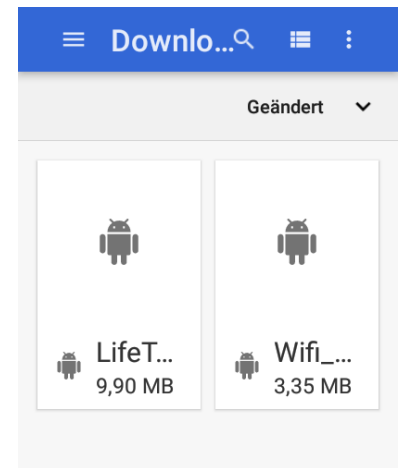 Downlo...
Geändert
LifeT...
9,90 MB
Wifi_...
3,35 MB